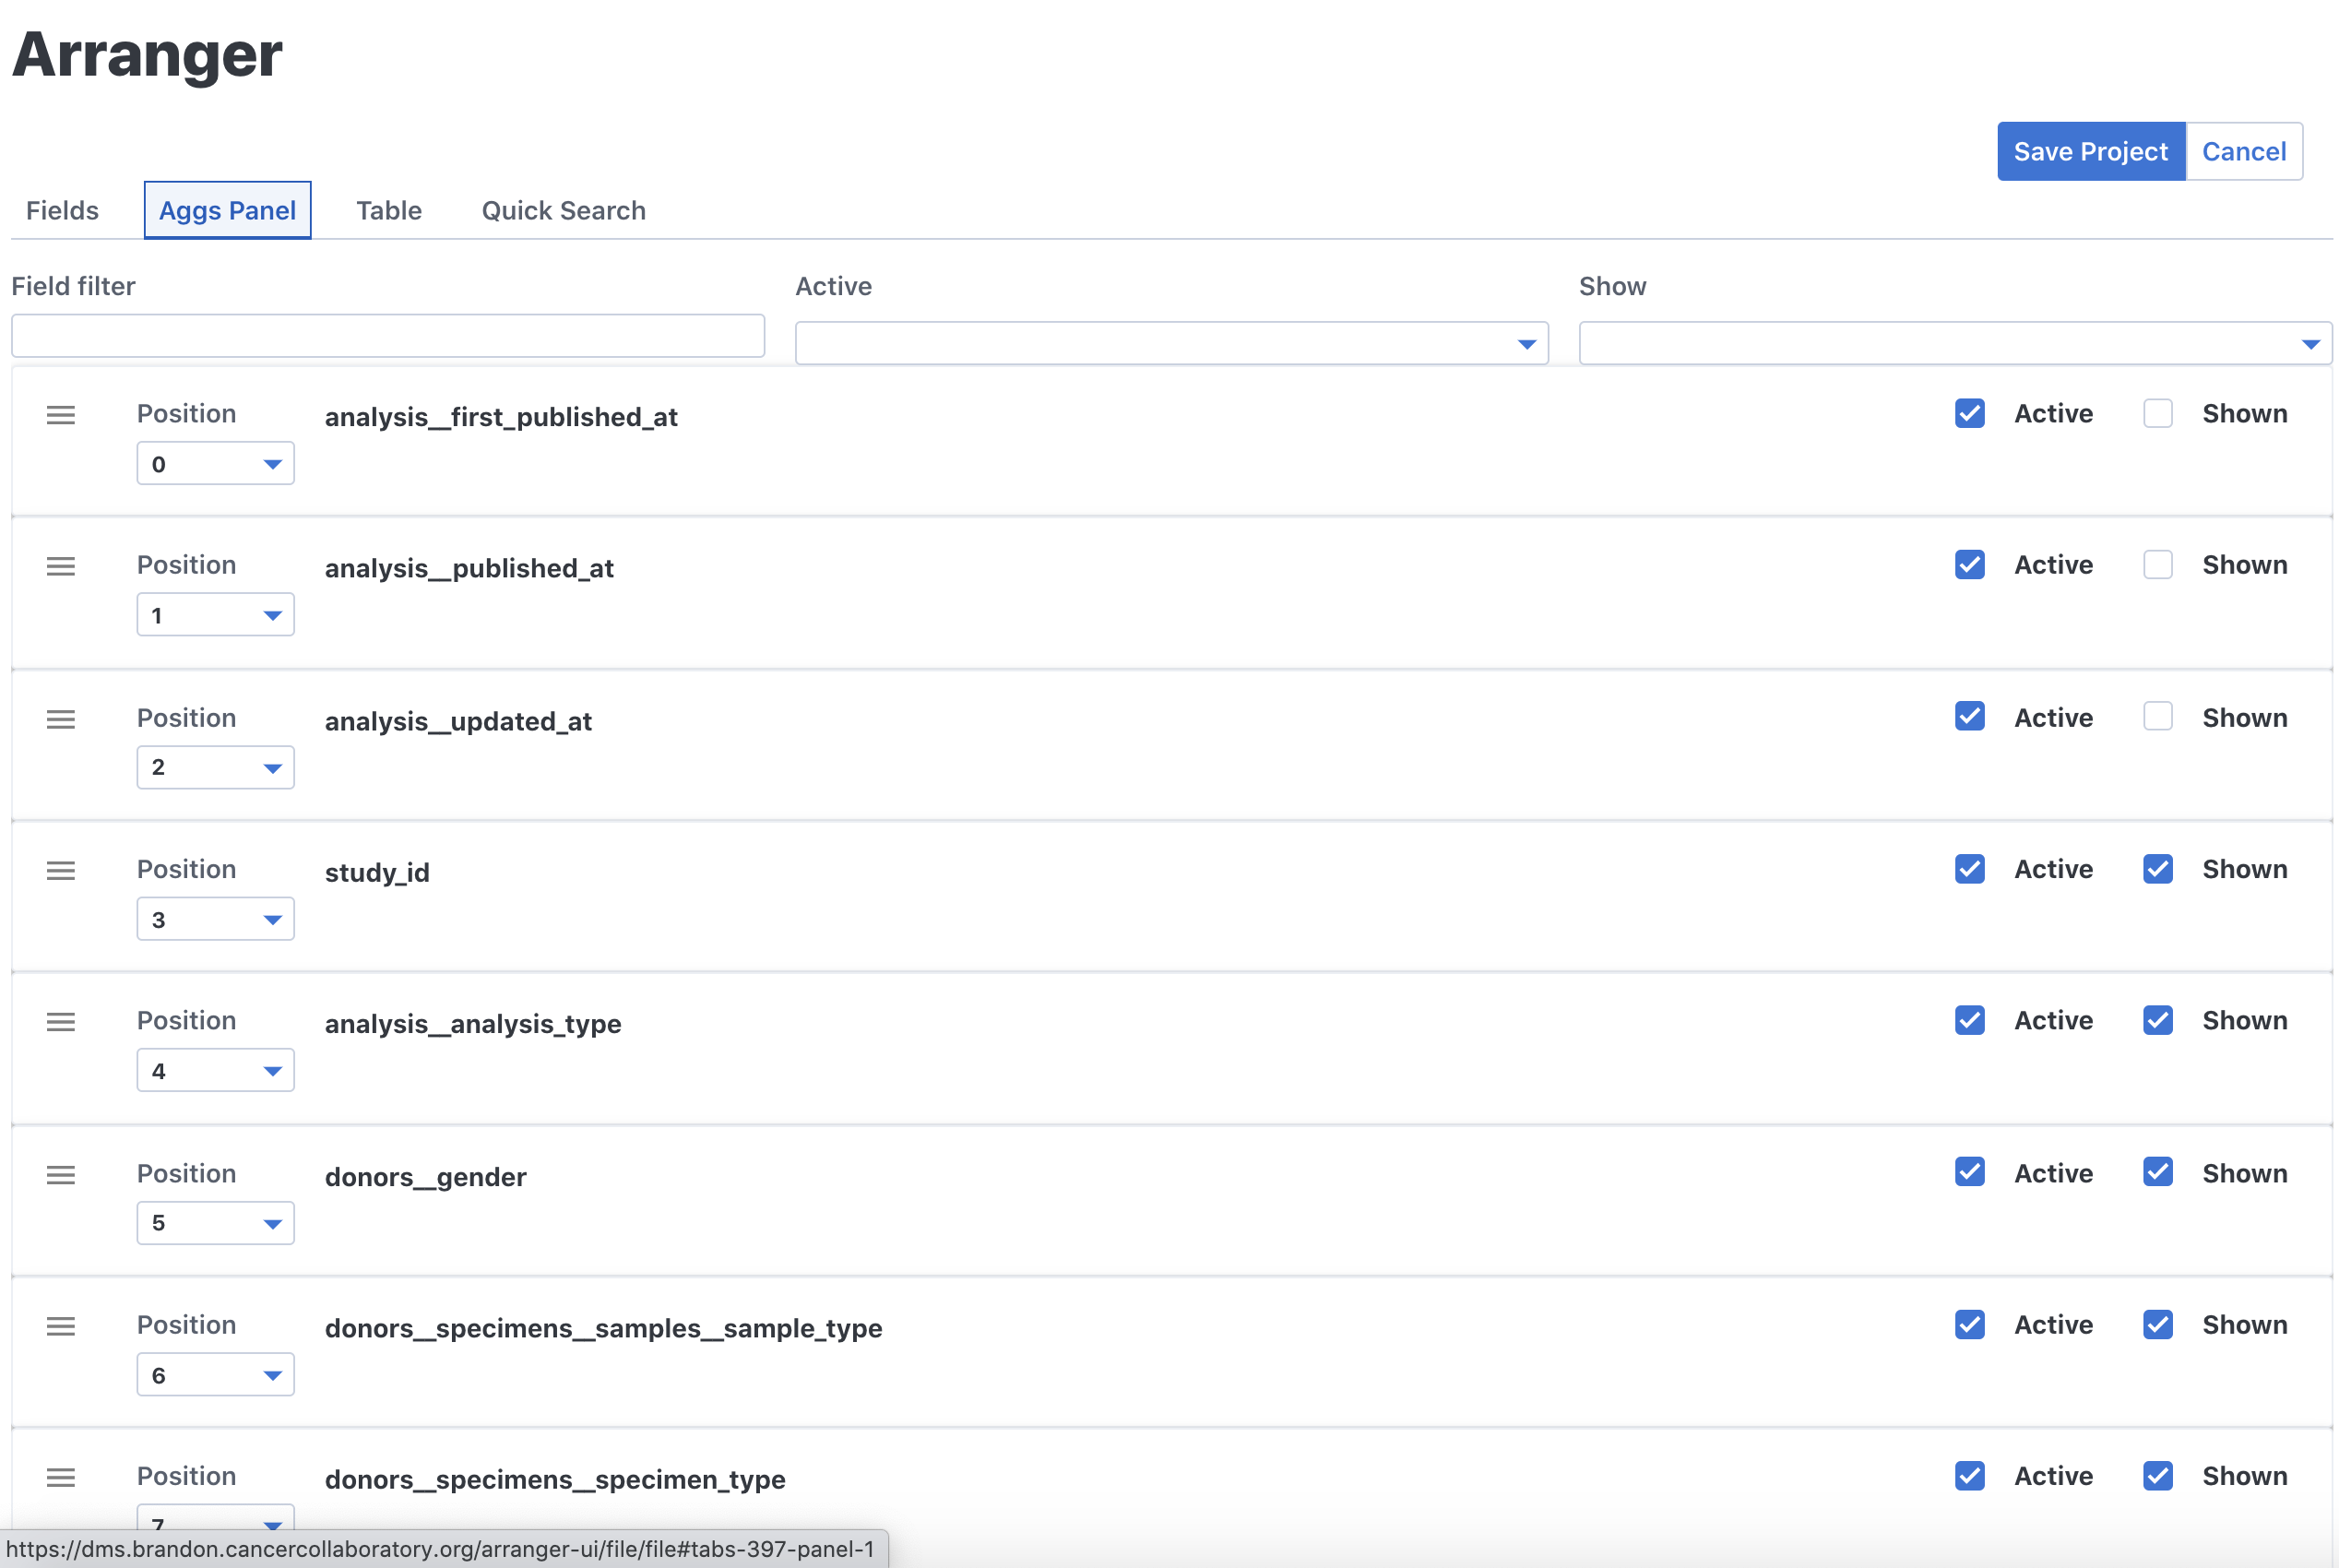 Arranger
Save Project Cancel
Fields Aggs Panel Table Quick Search
Field filter Active Show
Position analysis__first_published_at Active Shown
0
Position analysis__published_at Active Shown
1
Position analysis__updated_at Active Shown
2
Position study_id Active Shown
3
Position analysis__analysis_type Active Shown
4
Position donors__gender Active Shown
5
Position donors__specimens__samples__sample_type Active Shown
6
Position donors__specimens__specimen_type Active Shown
7
https://dms.brandon.cancercollaboratory.org/arranger-ui/file/file#tabs-397-panel-1